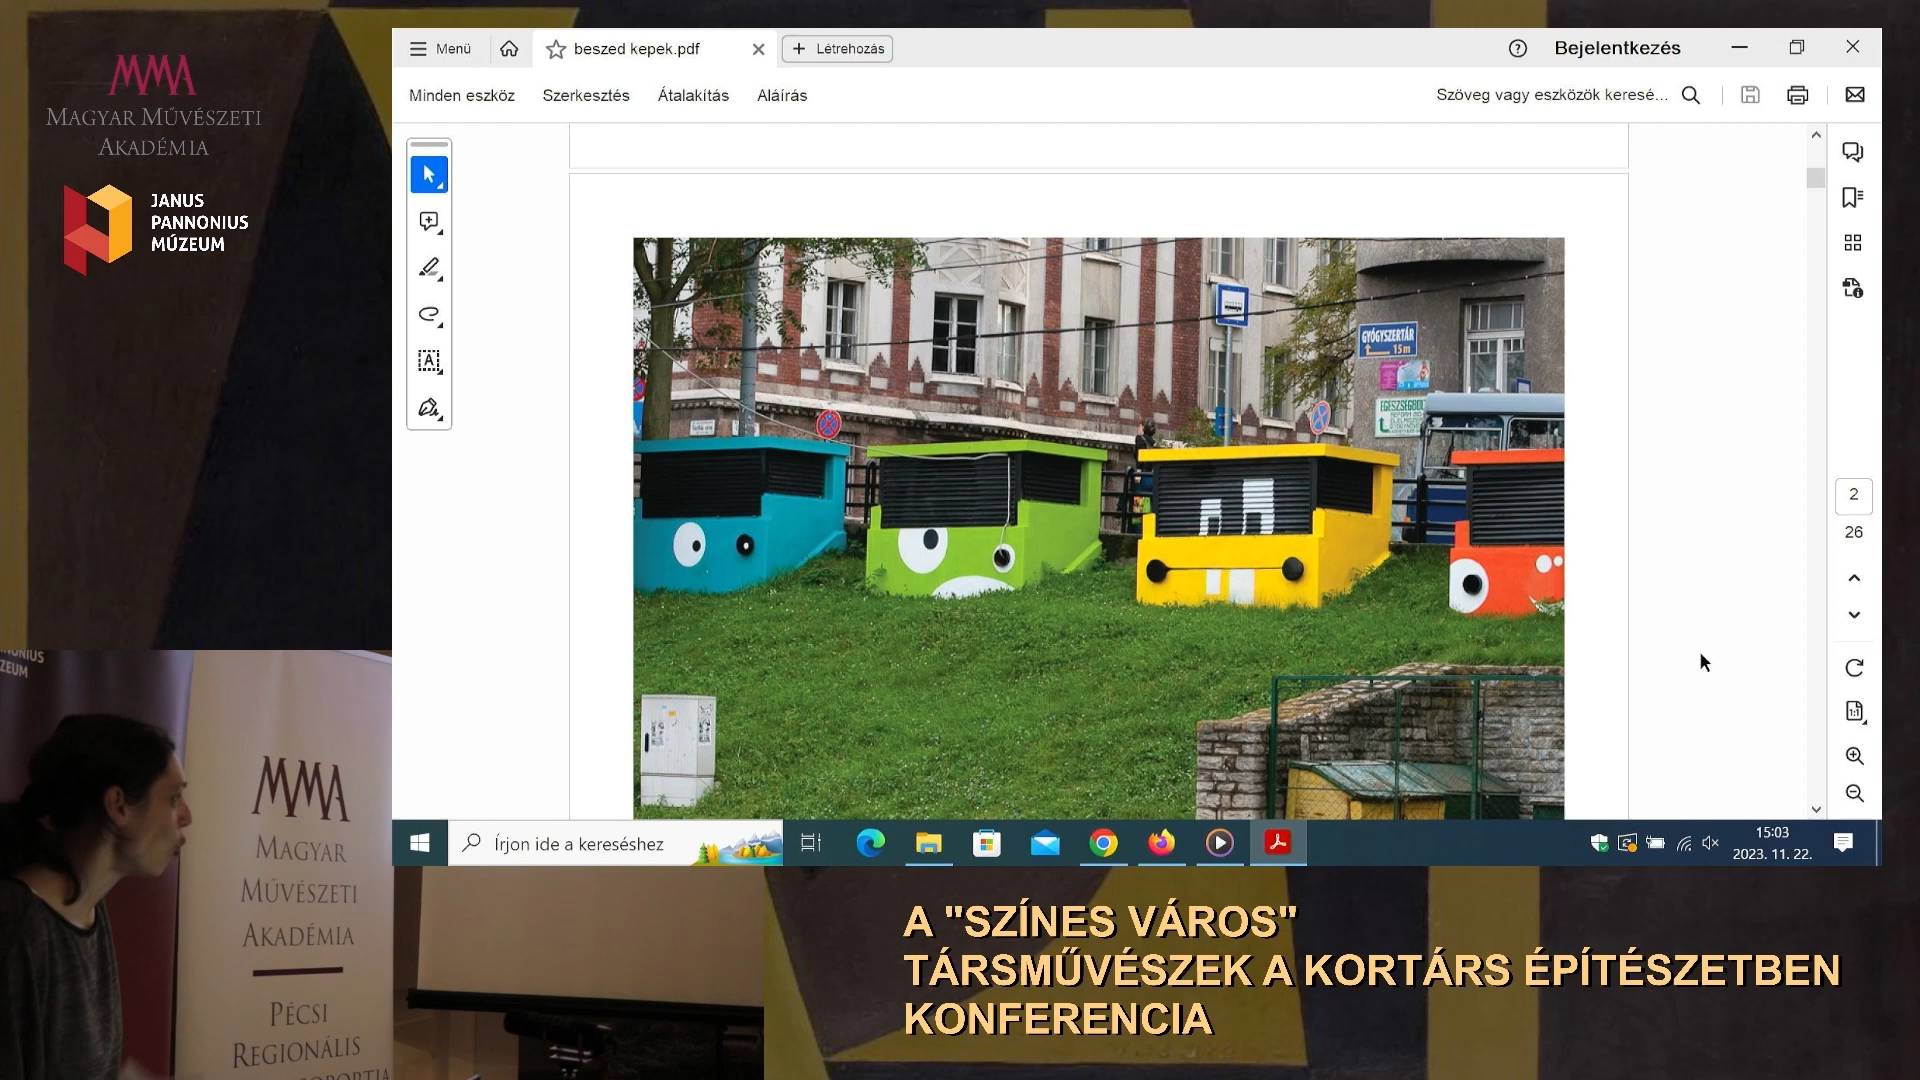 MMA
MAGYAR MŰVÉSZETI
AKADÉMIA
JANUS
PANNONIUS
MÚZEUM
Menü
beszed kepek.pdf
Létrehozás
Bejelentkezés
Minden eszköz
Szerkesztés
Átalakítás
Aláírás
Szöveg vagy eszközök keresé...
GYÓGYSZERTÁR
15m
2
26
Írjon ide a kereséshez
15:03
2023. 11. 22.
ZEUM
MMA
MAGYAR
MŰVÉSZETI
AKADÉMIA
PÉCSI
REGIONÁLIS
A "SZÍNES VÁROS"
TÁRSMŰVÉSZEK A KORTÁRS ÉPÍTÉSZETBEN
KONFERENCIA